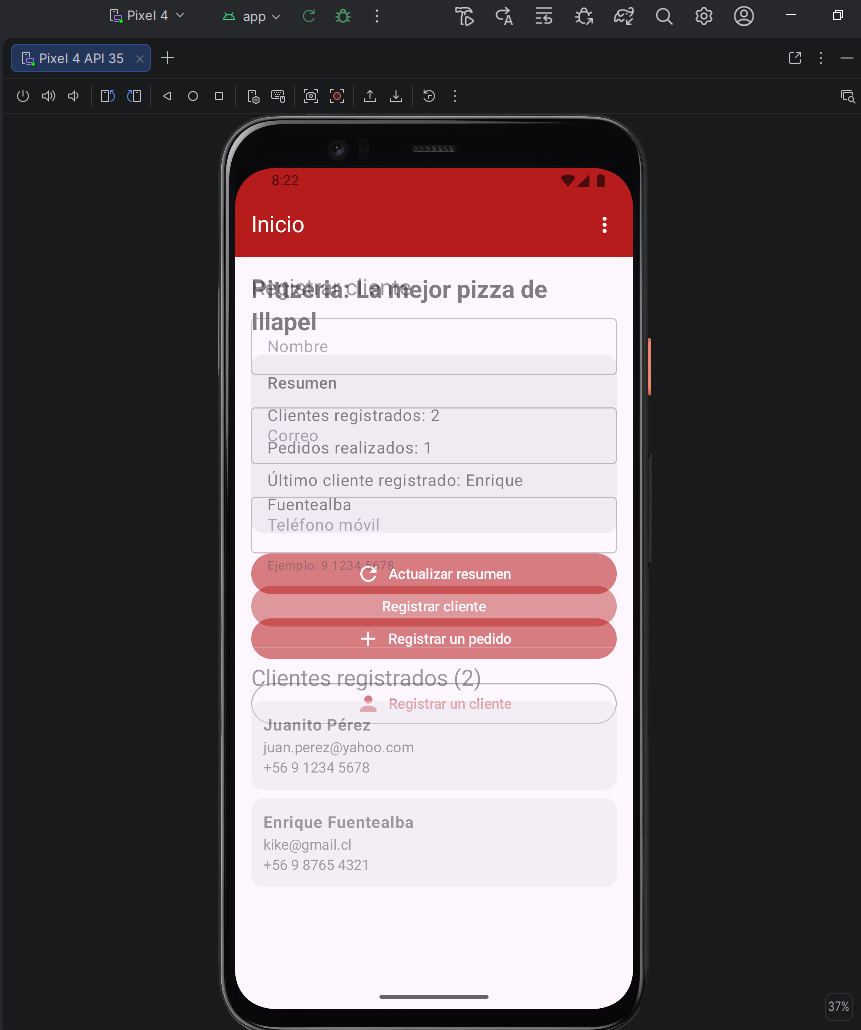 Pixel 4
app
Pixel 4 API 35
8:22
Inicio
Registrar cliente
Pittzería: La mejor pizza de
Illapel
Nombre
Resumen
Clientes registrados: 2
Correo
Pedidos realizados: 1
Último cliente registrado: Enrique
Fuentealba
Teléfono móvil
Ejemplo: 9 1234 5678
Actualizar resumen
Registrar cliente
Registrar un pedido
Clientes registrados (2)
Registrar un cliente
Juanito Pérez
juan.perez@yahoo.com
+56 9 1234 5678
Enrique Fuentealba
kike@gmail.cl
+56 9 8765 4321
37%